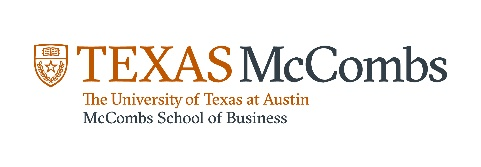 TEXAS McCombs
The University of Texas at Austin
McCombs School of Business